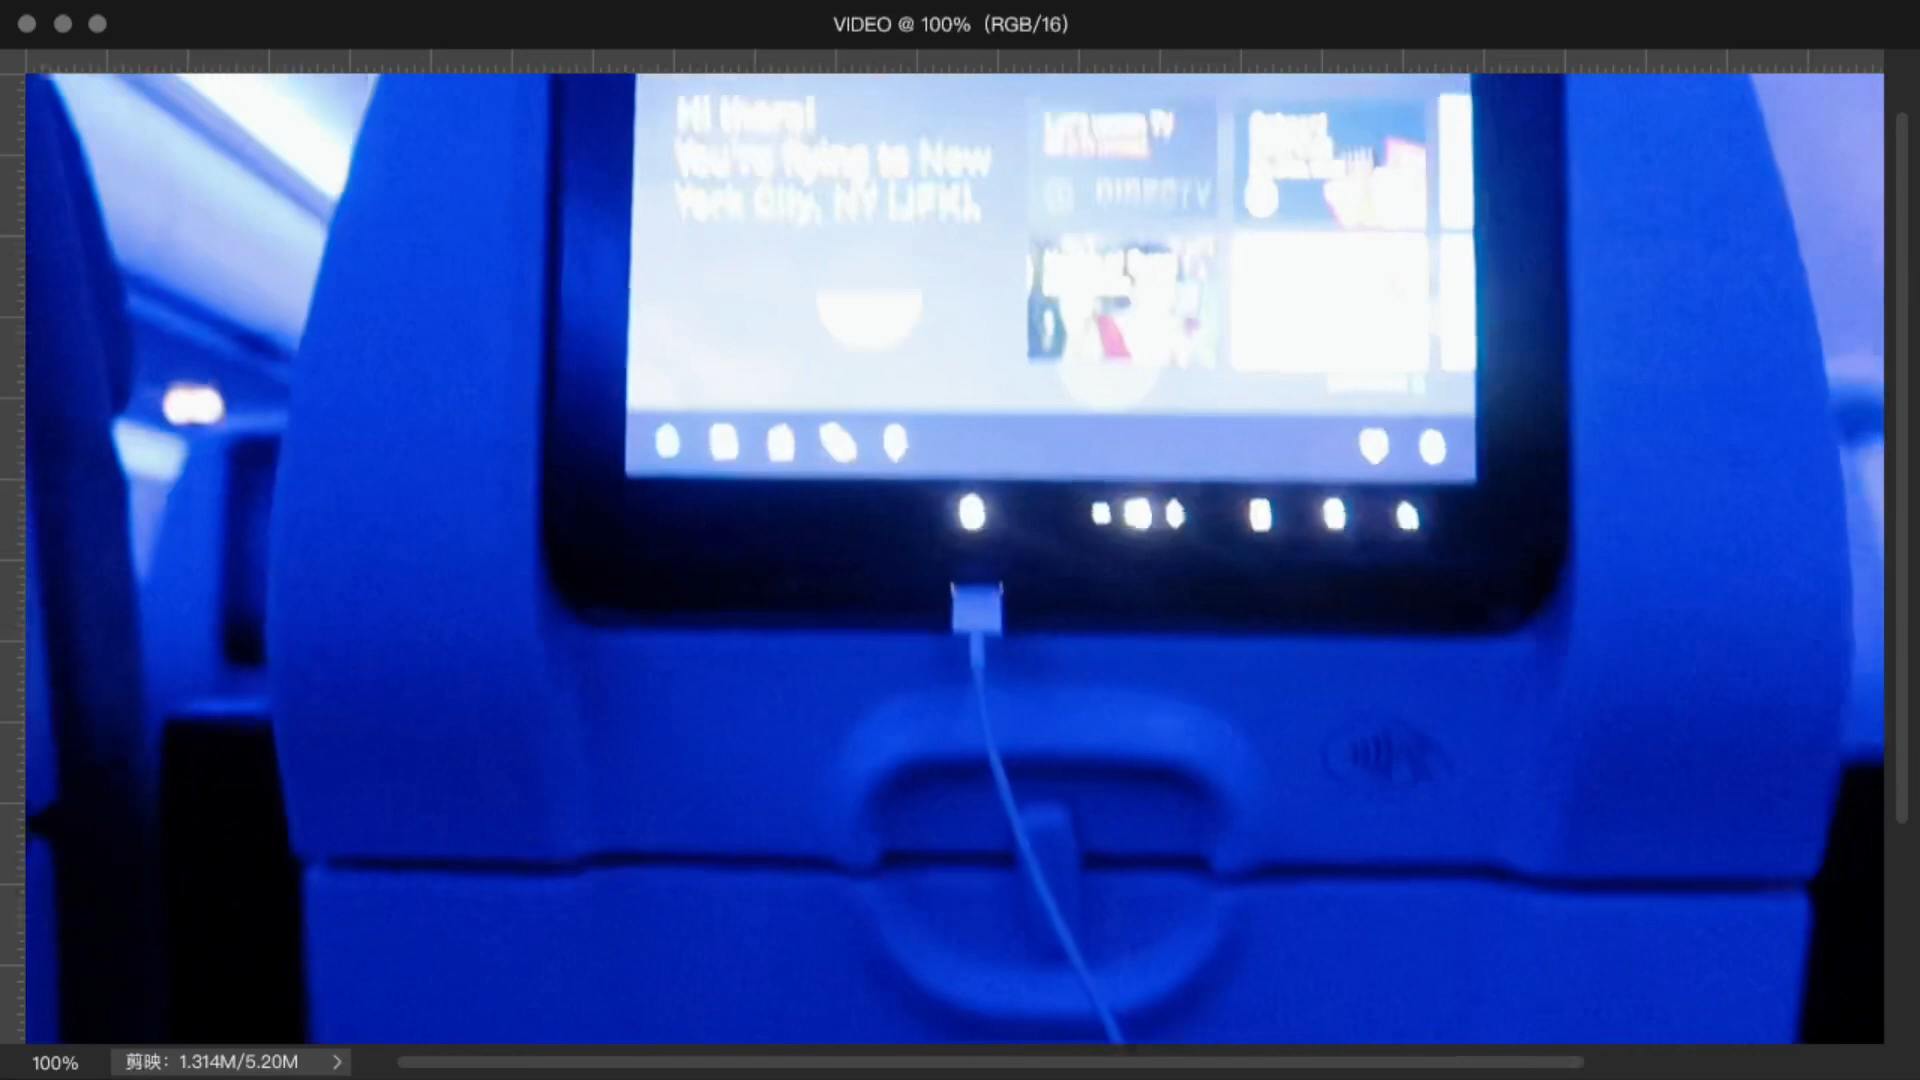 VIDEO @ 100% (RGB/16)
Hi there!
You're flying to New
York City, NY (JFK).
TV
DIRECTV
100%
剪映: 1.314M/5.20M